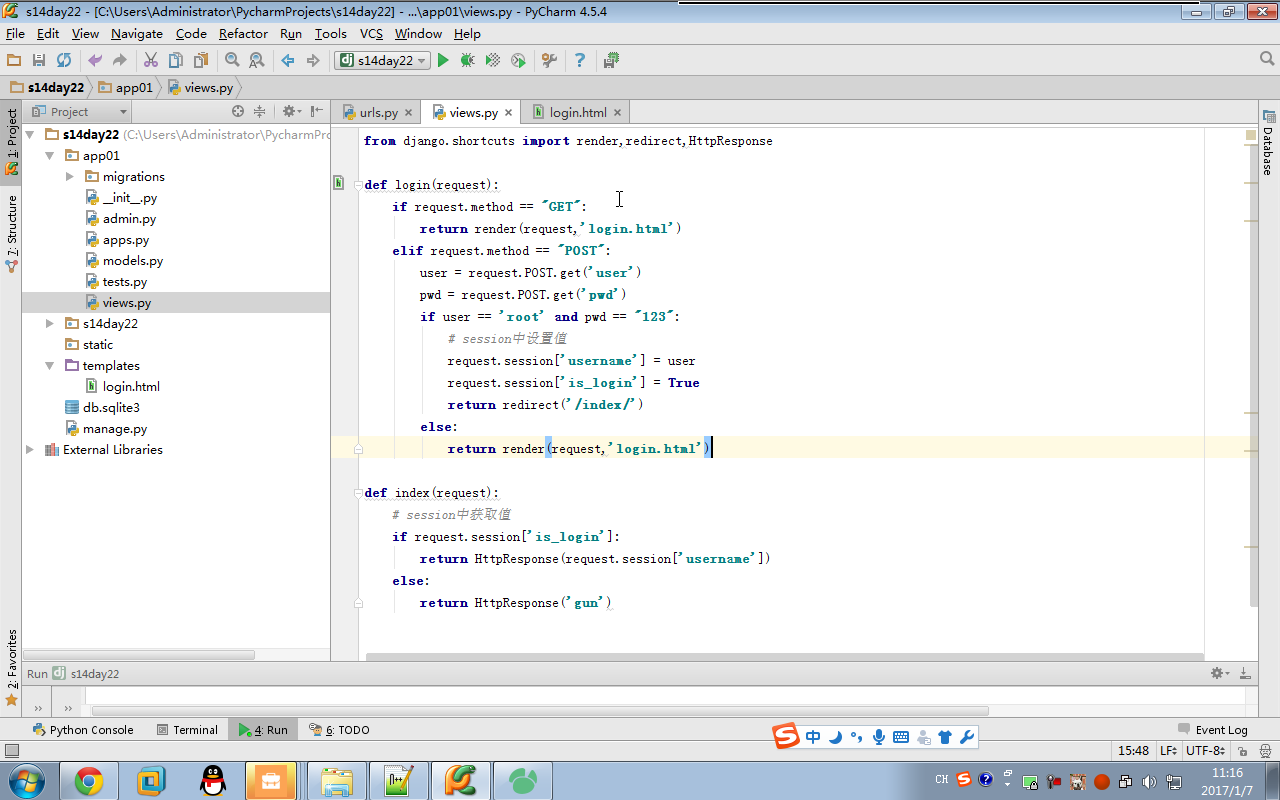 s14day22 - [C:\Users\Administrator\PycharmProjects\s14day22] - ...\app01\views.py - PyCharm 4.5.4
File Edit View Navigate Code Refactor Run Tools VCS Window Help
s14day22
s14day22 app01 views.py
Project
urls.py views.py login.html
1: Project
7: Structure
2: Favorites
Database
s14day22 (C:\Users\Administrator\PycharmPro
app01
migrations
__init__.py
admin.py
apps.py
models.py
tests.py
views.py
s14day22
static
templates
login.html
db.sqlite3
manage.py
External Libraries
from django.shortcuts import render,redirect,HttpResponse
def login(request):
if request.method == "GET":
return render(request,'login.html')
elif request.method == "POST":
user = request.POST.get('user')
pwd = request.POST.get('pwd')
if user == 'root' and pwd == "123":
# session中设置值
request.session['username'] = user
request.session['is_login'] = True
return redirect('/index/')
else:
return render(request,'login.html')
def index(request):
# session中获取值
if request.session['is_login']:
return HttpResponse(request.session['username'])
else:
return HttpResponse('gun')
Run s14day22
Python Console Terminal 4: Run 6: TODO
中
Event Log
15:48 LF UTF-8
CH
11:16
2017/1/7